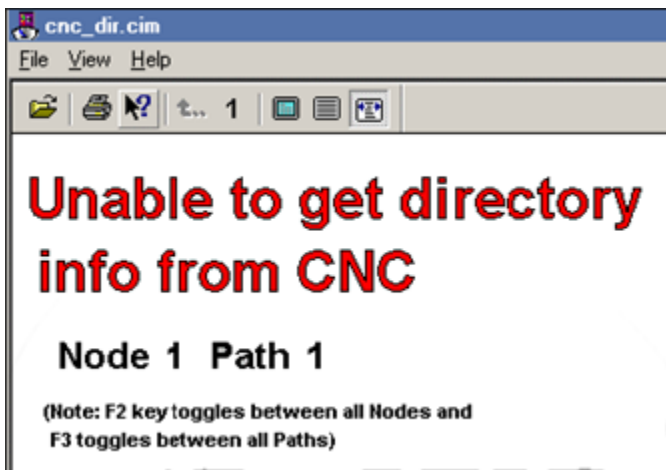 cnc_dir.cim
File View Help
1
Unable to get directory
info from CNC
Node 1 Path 1
(Note: F2 key toggles between all Nodes and
F3 toggles between all Paths)